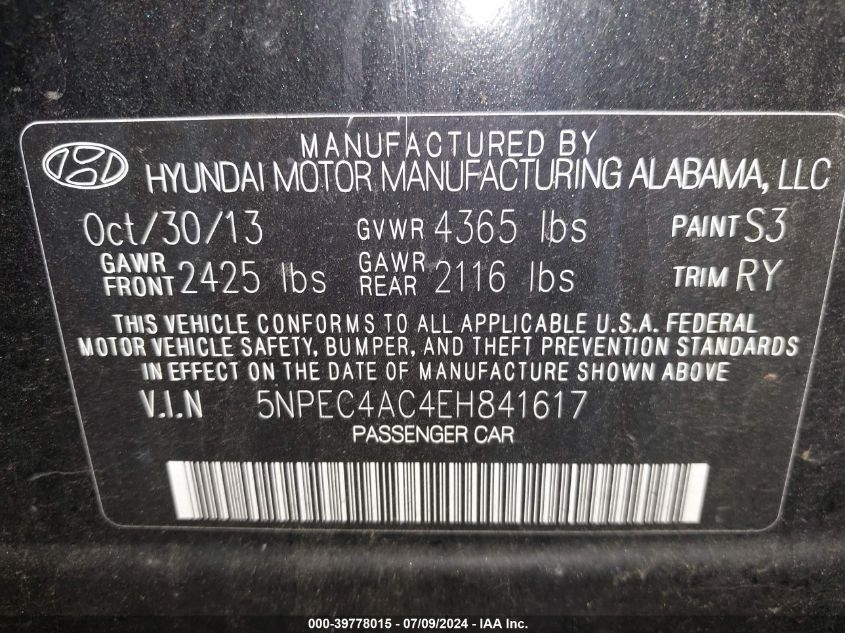 MANUFACTURED BY
HYUNDAI MOTOR MANUFACTURING ALABAMA, LLC
Oct/30/13 GVWR 4365 lbs PAINT S3
GAWR FRONT 2425 lbs GAWR REAR 2116 lbs TRIM RY
THIS VEHICLE CONFORMS TO ALL APPLICABLE U.S.A. FEDERAL
MOTOR VEHICLE SAFETY, BUMPER, AND THEFT PREVENTION STANDARDS
IN EFFECT ON THE DATE OF MANUFACTURE SHOWN ABOVE
V.I.N 5NPEC4AC4EH841617
PASSENGER CAR
000-39778015 - 07/09/2024 - IAA Inc.